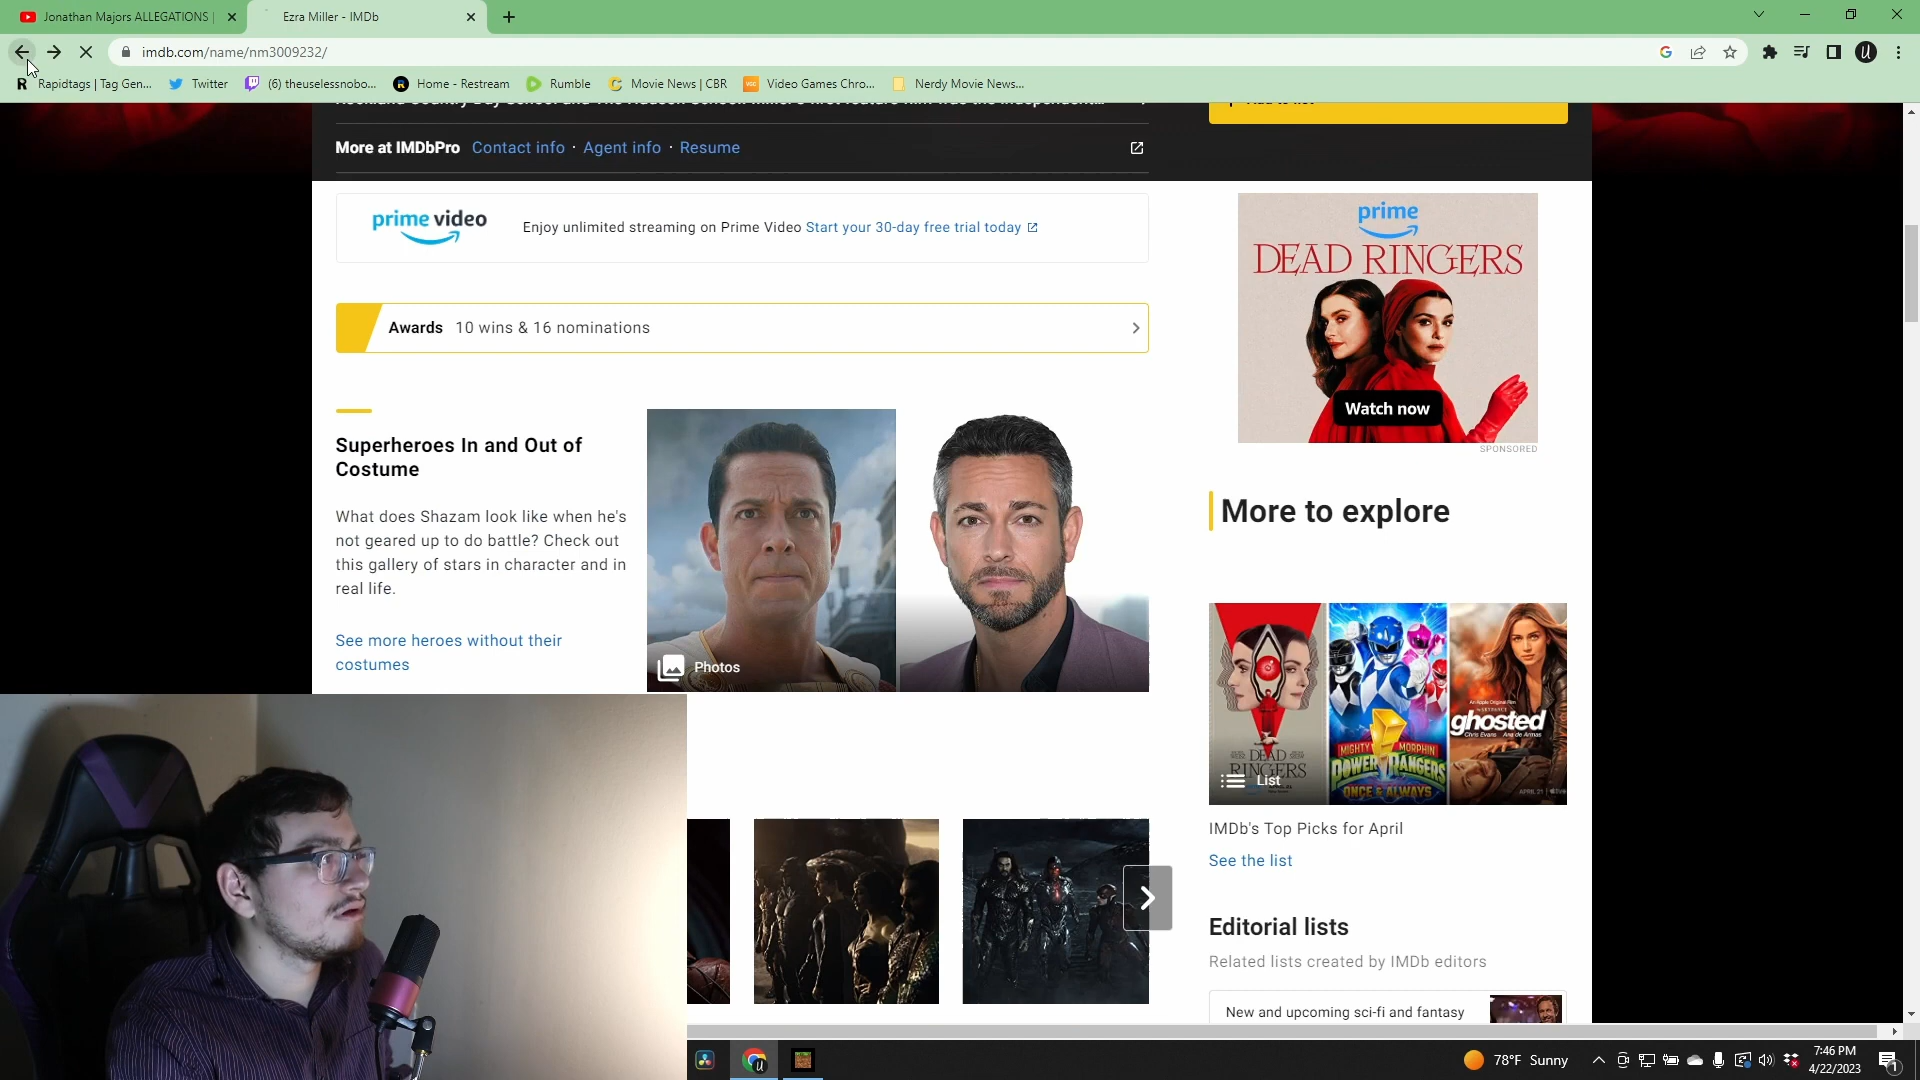 Jonathan Majors ALLEGATIONS |
Ezra Miller - IMDb
imdb.com/name/nm3009232/
Rapidtags | Tag Gen...
Twitter
(6) theuselessnobo...
Home - Restream
Rumble
Movie News | CBR
Video Games Chro...
Nerdy Movie News...
More at IMDbPro Contact info · Agent info · Resume
prime video
Enjoy unlimited streaming on Prime Video Start your 30-day free trial today
Awards 10 wins & 16 nominations
Superheroes In and Out of
Costume
What does Shazam look like when he's
not geared up to do battle? Check out
this gallery of stars in character and in
real life.
See more heroes without their
costumes
Photos
prime
DEAD RINGERS
Watch now
SPONSORED
More to explore
DEAD
RINGERS
MIGHTY MORPHIN
POWER RANGERS
ONCE & ALWAYS
ghosted
Chris Evans Ana de Armas
List
IMDb's Top Picks for April
See the list
Editorial lists
Related lists created by IMDb editors
New and upcoming sci-fi and fantasy
78°F Sunny
7:46 PM
4/22/2023